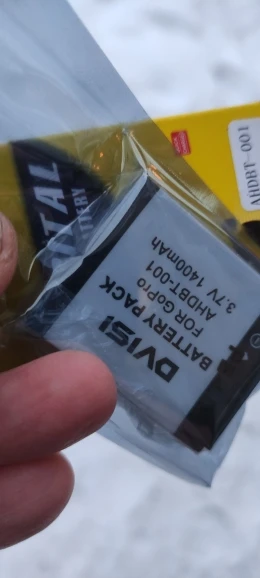 DVISI
BATTERY PACK
FOR GoPro
AHDBT-001
3.7V 1400mAh
AHDBT-001